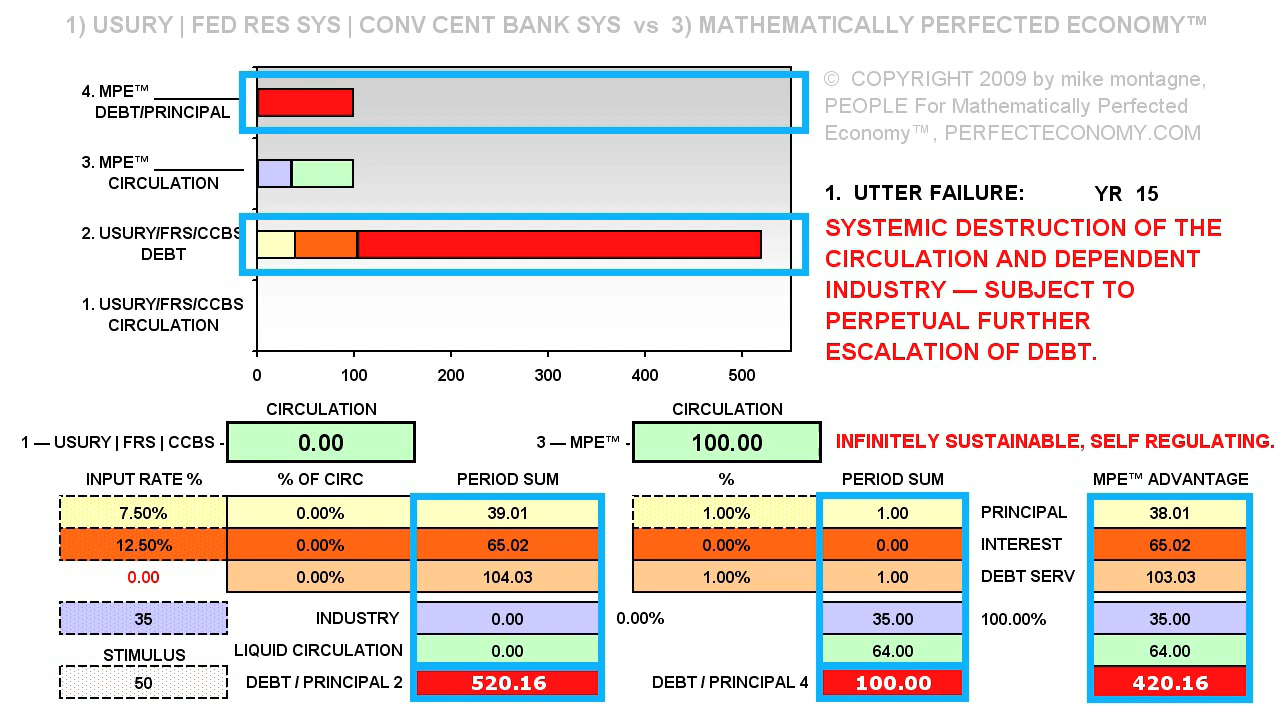 1) USURY | FED RES SYS | CONV CENT BANK SYS vs 3) MATHEMATICALLY PERFECTED ECONOMY™
© COPYRIGHT 2009 by mike montagne,
PEOPLE For Mathematically Perfected
Economy™, PERFECTECONOMY.COM
4. MPE™
DEBT/PRINCIPAL
3. MPE™
CIRCULATION
2. USURY/FRS/CCBS
DEBT
1. USURY/FRS/CCBS
CIRCULATION
0 100 200 300 400 500
1. UTTER FAILURE: YR 15
SYSTEMIC DESTRUCTION OF THE
CIRCULATION AND DEPENDENT
INDUSTRY — SUBJECT TO
PERPETUAL FURTHER
ESCALATION OF DEBT.
CIRCULATION CIRCULATION
1 — USURY | FRS | CCBS - 0.00 3 — MPE™ - 100.00 INFINITELY SUSTAINABLE, SELF REGULATING.
INPUT RATE % % OF CIRC PERIOD SUM % PERIOD SUM MPE™ ADVANTAGE
7.50% 0.00% 39.01 1.00% 1.00 PRINCIPAL 38.01
12.50% 0.00% 65.02 0.00% 0.00 INTEREST 65.02
0.00 0.00% 104.03 1.00% 1.00 DEBT SERV 103.03
35 INDUSTRY 0.00 0.00% 35.00 100.00% 35.00
STIMULUS LIQUID CIRCULATION 0.00 64.00 64.00
50 DEBT / PRINCIPAL 2 520.16 DEBT / PRINCIPAL 4 100.00 420.16